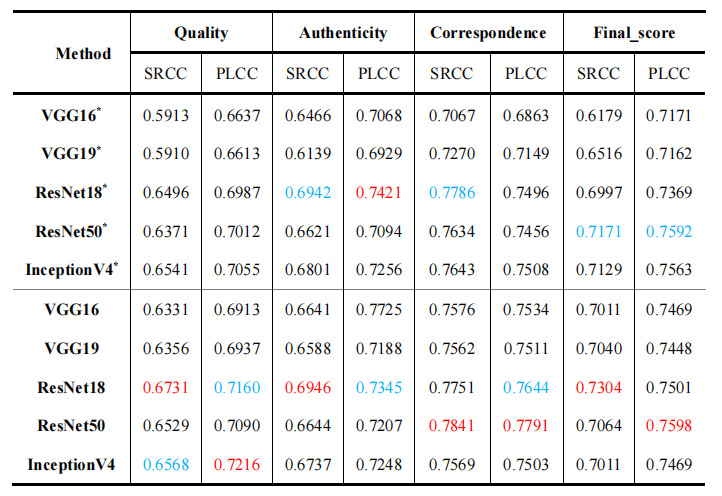 Method Quality Authenticity Correspondence Final_score
SRCC PLCC SRCC PLCC SRCC PLCC SRCC PLCC
VGG16* 0.5913 0.6637 0.6466 0.7068 0.7067 0.6863 0.6179 0.7171
VGG19* 0.5910 0.6613 0.6139 0.6929 0.7270 0.7149 0.6516 0.7162
ResNet18* 0.6496 0.6987 0.6942 0.7421 0.7786 0.7496 0.6997 0.7369
ResNet50* 0.6371 0.7012 0.6621 0.7094 0.7634 0.7456 0.7171 0.7592
InceptionV4* 0.6541 0.7055 0.6801 0.7256 0.7643 0.7508 0.7129 0.7563
VGG16 0.6331 0.6913 0.6641 0.7725 0.7576 0.7534 0.7011 0.7469
VGG19 0.6356 0.6937 0.6588 0.7188 0.7562 0.7511 0.7040 0.7448
ResNet18 0.6731 0.7160 0.6946 0.7345 0.7751 0.7644 0.7304 0.7501
ResNet50 0.6529 0.7090 0.6644 0.7207 0.7841 0.7791 0.7064 0.7598
InceptionV4 0.6568 0.7216 0.6737 0.7248 0.7569 0.7503 0.7011 0.7469